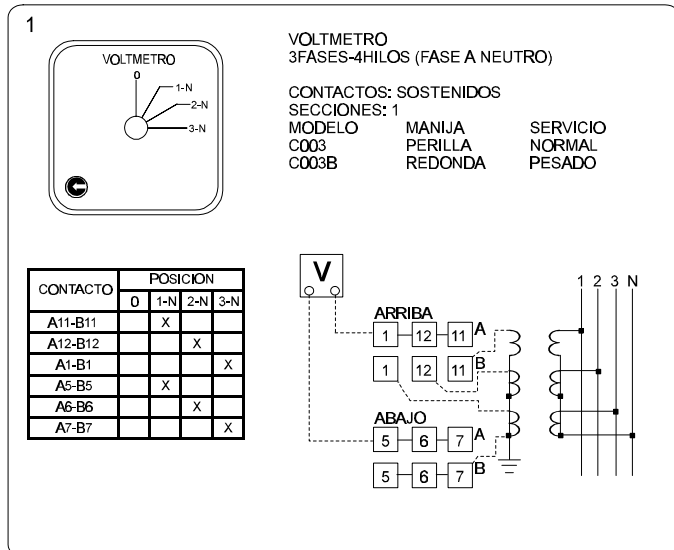 1
VOLTMETRO
0
1-N
2-N
3-N
VOLTMETRO
3FASES-4HILOS (FASE A NEUTRO)
CONTACTOS: SOSTENIDOS
SECCIONES: 1
MODELO MANIJA SERVICIO
C003 PERILLA NORMAL
C003B REDONDA PESADO
CONTACTO POSICION
0 1-N 2-N 3-N
A11-B11 X
A12-B12 X
A1-B1 X
A5-B5 X
A6-B6 X
A7-B7 X
V
1 2 3 N
ARRIBA
1 12 11 A
1 12 11 B
ABAJO
5 6 7 A
5 6 7 B